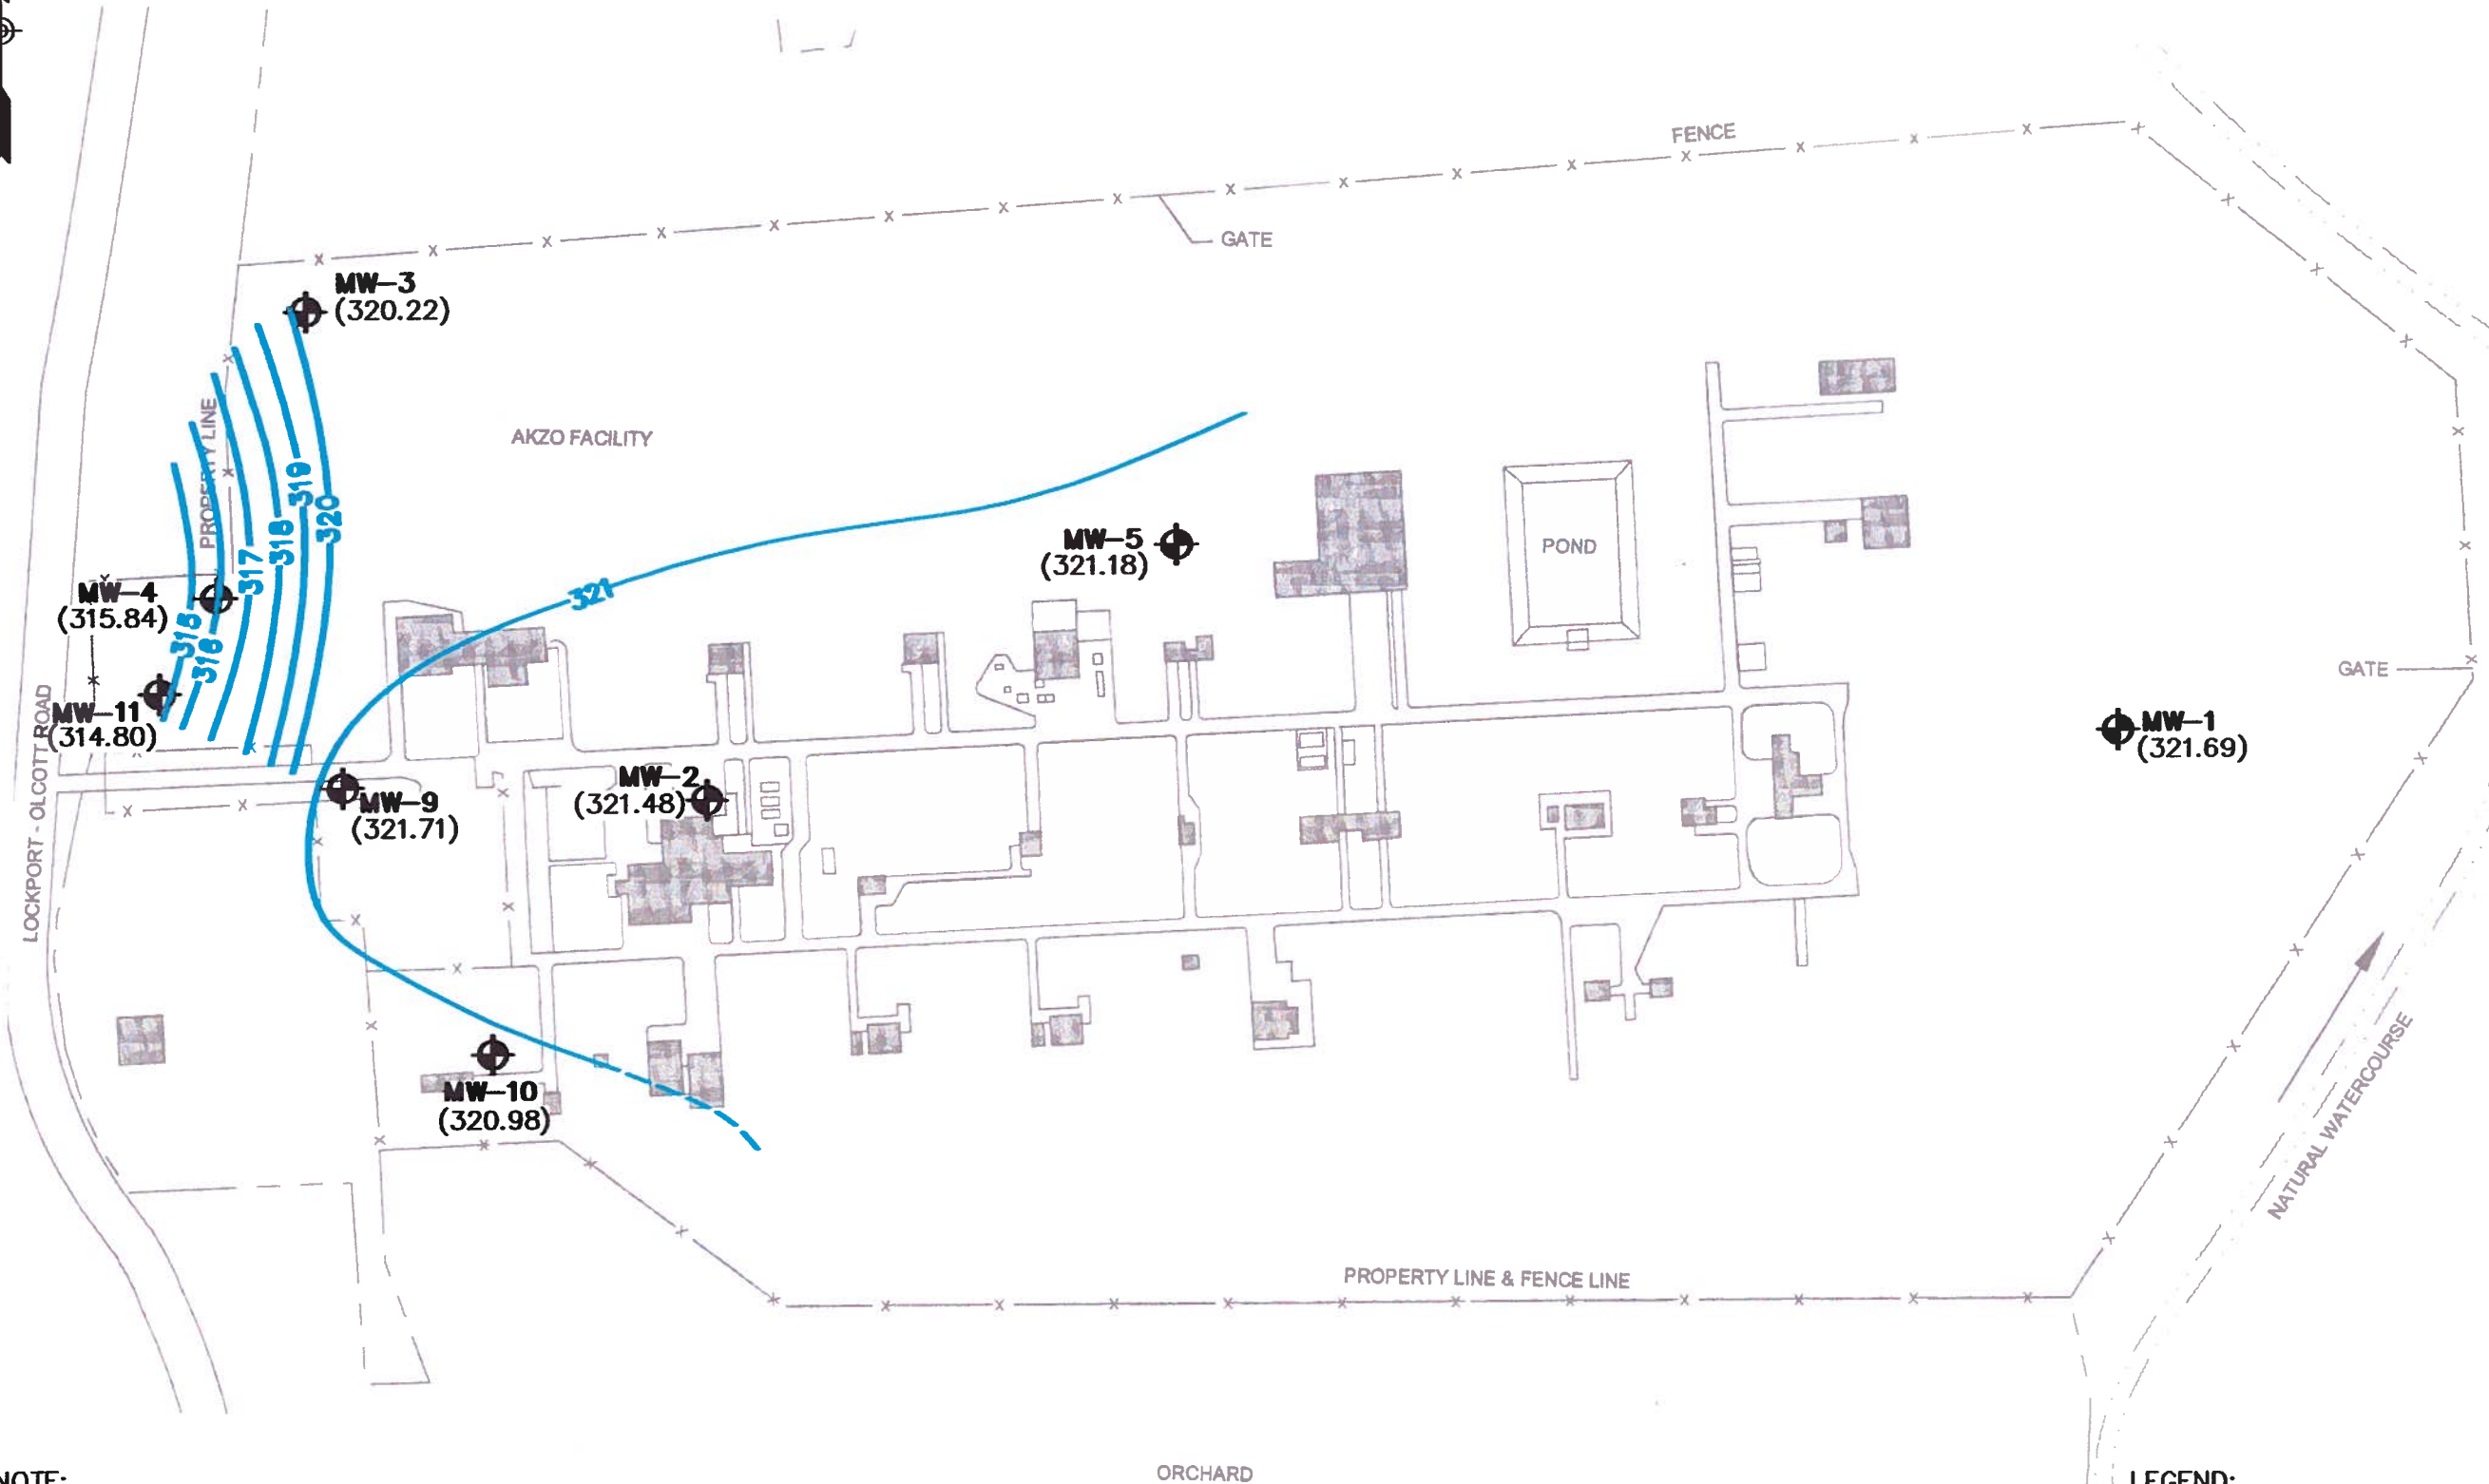 FENCE
GATE
MW-3
(320.22)
PROPERTY LINE
AKZO FACILITY
319
320
318
317
321
MW-5
(321.18)
POND
MW-4
(315.84)
315
316
MW-11
(314.80)
GATE
MW-1
(321.69)
LOCKPORT - OLCOTT ROAD
MW-9
(321.71)
MW-2
(321.48)
MW-10
(320.98)
NATURAL WATERCOURSE
PROPERTY LINE & FENCE LINE
ORCHARD
NOTE:
LEGEND: